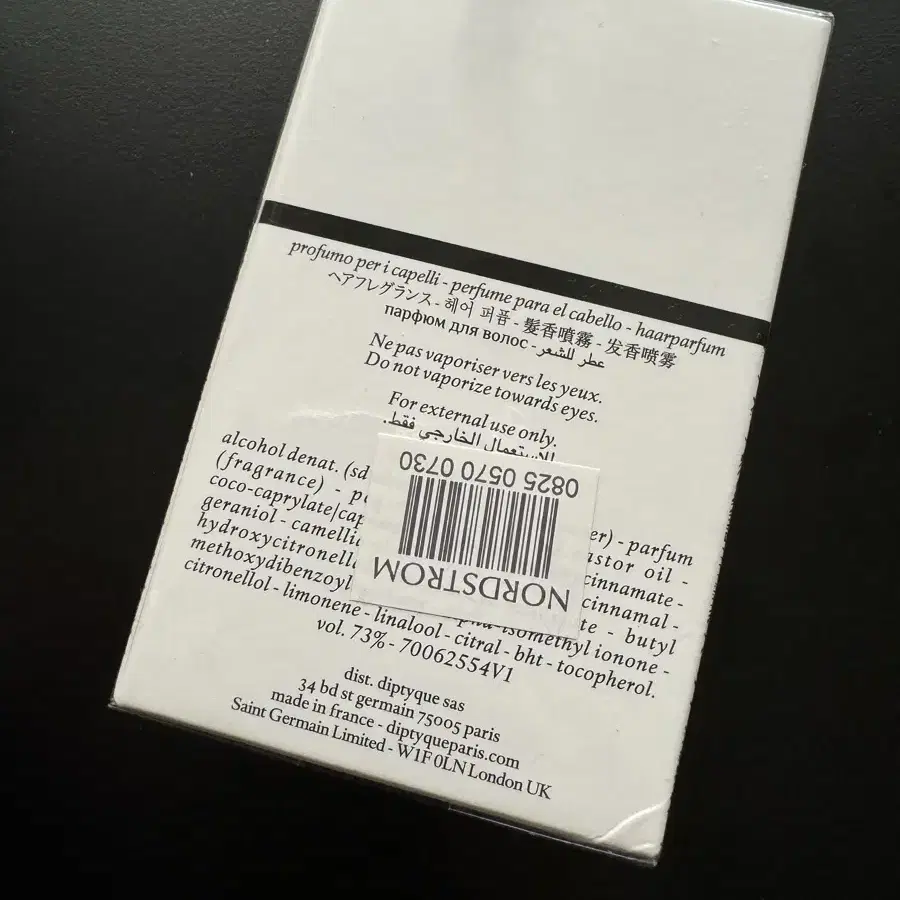 profumo per i capelli - perfume para el cabello - haarparfum
ヘアフレグランス - 헤어 퍼퓸 - 髮香噴霧 - 发香喷雾
парфюм для волос - عطر للشعر
Ne pas vaporiser vers les yeux.
Do not vaporize towards eyes.
For external use only.
للاستعمال الخارجي فقط.
alcohol denat. (sd er) - parfum
(fragrance) - astor oil -
coco-caprylate/cap cinnamate -
geraniol - camelli cinnamal -
hydroxycitronell te - butyl
methoxydibenzoyl pha-isomethyl ionone -
citronellol - limonene - linalool - citral - bht - tocopherol.
vol. 73% - 70062554V1
0825 0570 0730
NORDSTROM
dist. diptyque sas
34 bd st germain 75005 paris
made in france - diptyqueparis.com
Saint Germain Limited - W1F 0LN London UK